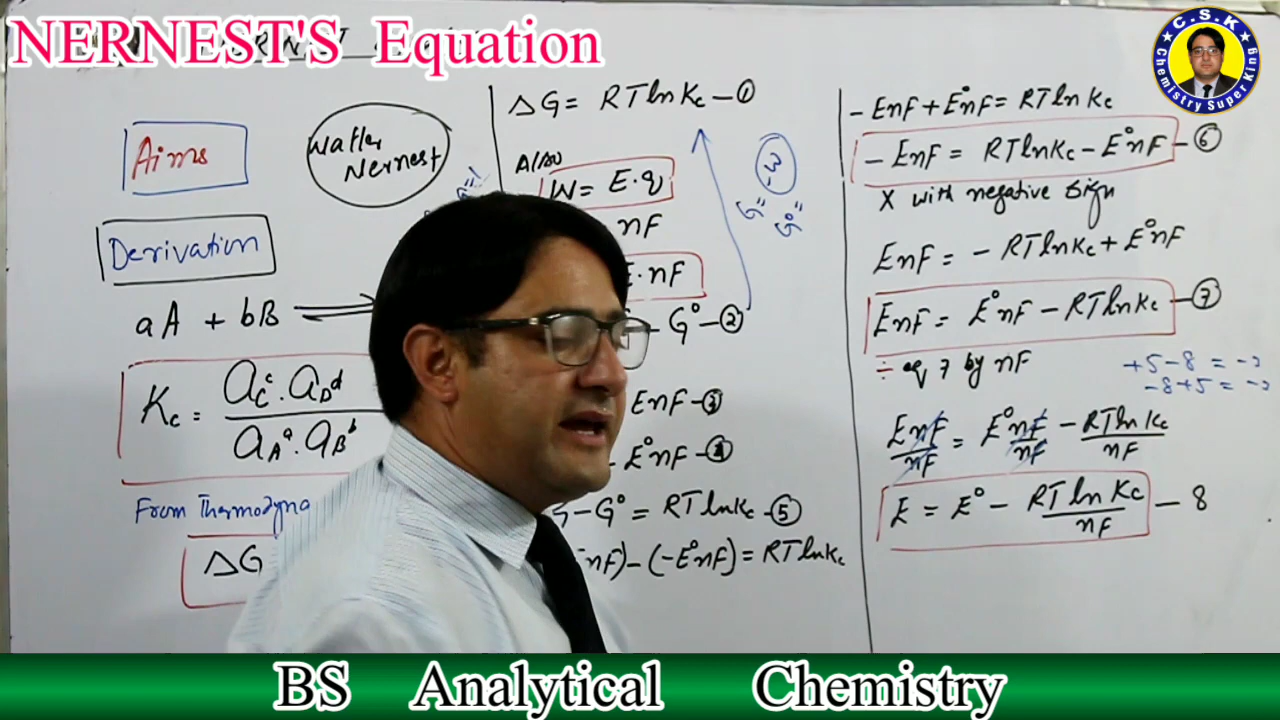 NERNEST'S Equation
C.S.K
Chemistry Super King
Aims
Walter
Nernest
Derivation
aA + bB ⇌
Kc = aC^c . aD^d / aA^a . aB^b
From Thermodyna
ΔG
ΔG = RT ln Kc - ①
Also
W = E.q
nF
E.nF
- G° - ②
EnF - ③
- E°nF - ④
G - G° = RT ln Kc - ⑤
nF) - (-E°nF) = RT ln Kc
-3
G=
G°=
- EnF + E°nF = RT ln Kc
- EnF = RT ln Kc - E°nF - ⑥
X with negative sign
EnF = - RT ln Kc + E°nF
EnF = E°nF - RT ln Kc - ⑦
÷ eq 7 by nF
+5-8 = -3
-8+5 = -3
EnF/nF = E°nF/nF - RT ln Kc/nF
E = E° - RT ln Kc/nF - 8
BS Analytical Chemistry